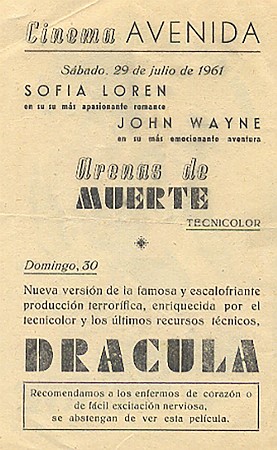 Cinema AVENIDA
Sábado, 29 de julio de 1961
SOFIA LOREN
en su su más apasionante romance
JOHN WAYNE
en su más emocionante aventura
Arenas de
MUERTE
TECNICOLOR
Domingo, 30
Nueva versión de la famosa y escalofriante
producción terrorífica, enriquecida por el
tecnicolor y los últimos recursos técnicos,
DRACULA
Recomendamos a los enfermos de corazón o
de fácil excitación nerviosa,
se abstengan de ver esta película.